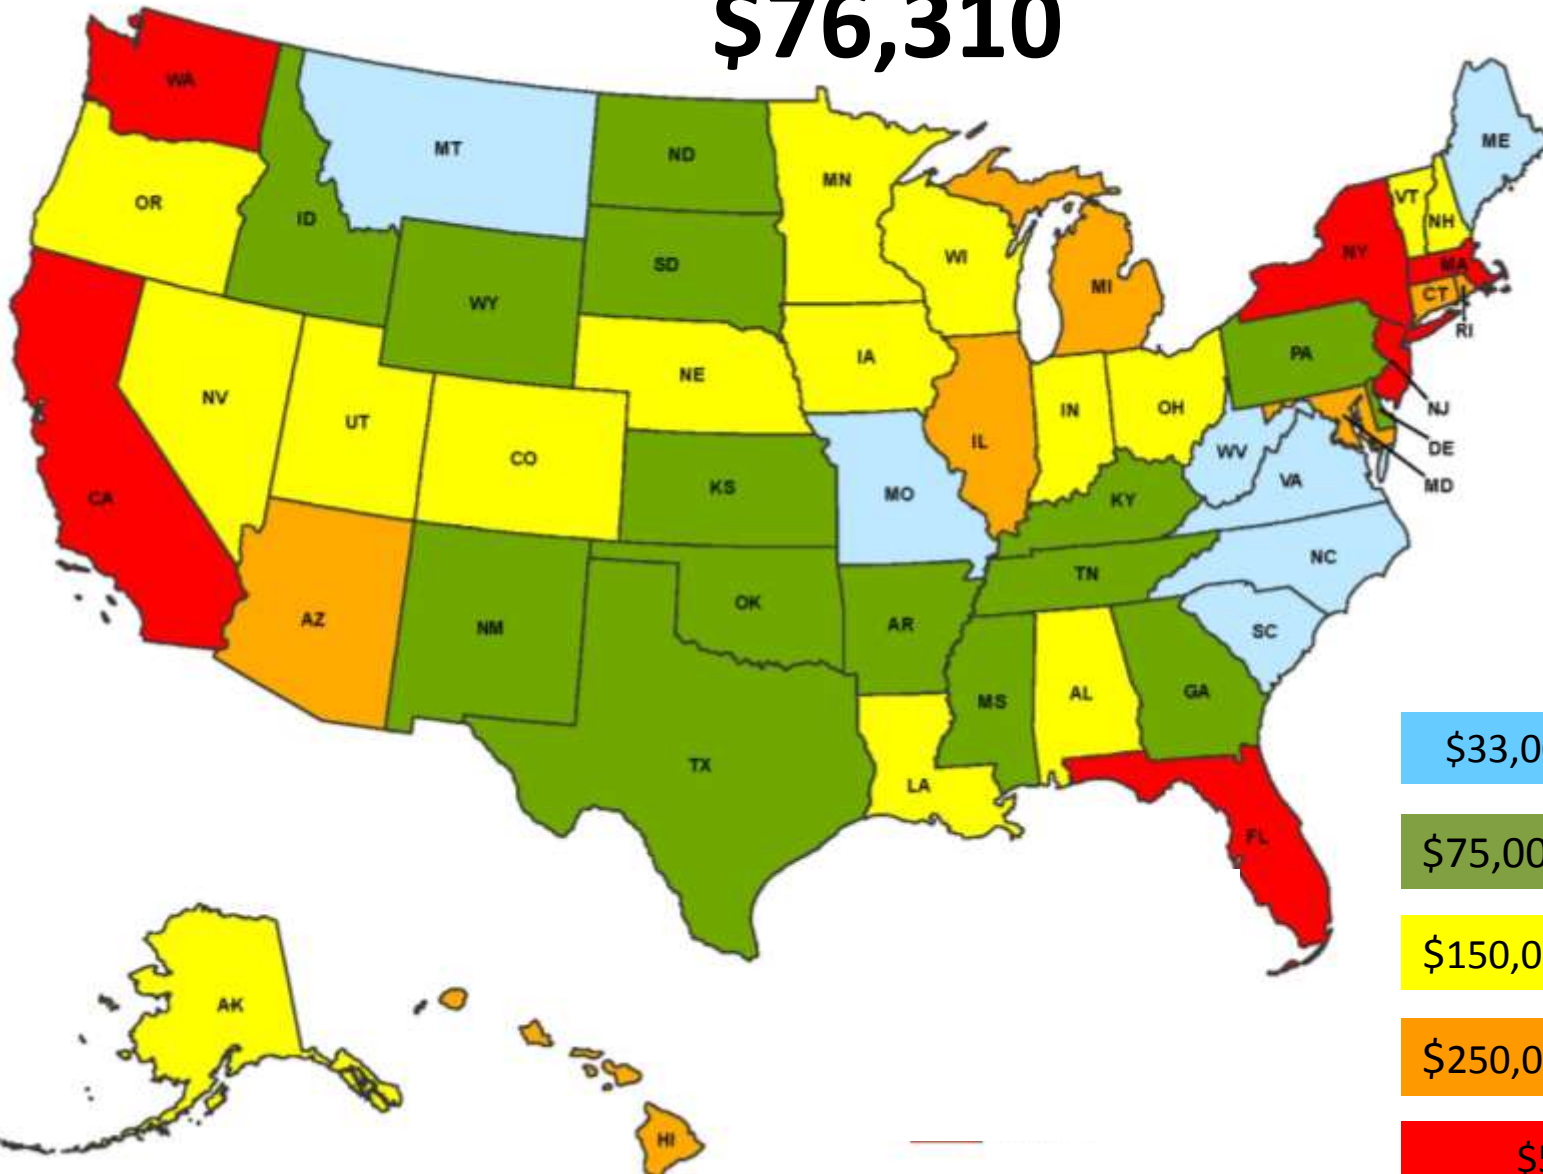 $76,310
WA
MT
ND
MN
ME
OR
ID
VT
NH
SD
WI
NY
MA
WY
MI
CT
RI
IA
PA
NE
NV
UT
IN
OH
NJ
CO
IL
DE
WV
MD
CA
KS
MO
VA
KY
NC
TN
AZ
NM
OK
AR
SC
MS
AL
GA
TX
LA
$33,0
FL
$75,00
$150,0
AK
$250,0
HI